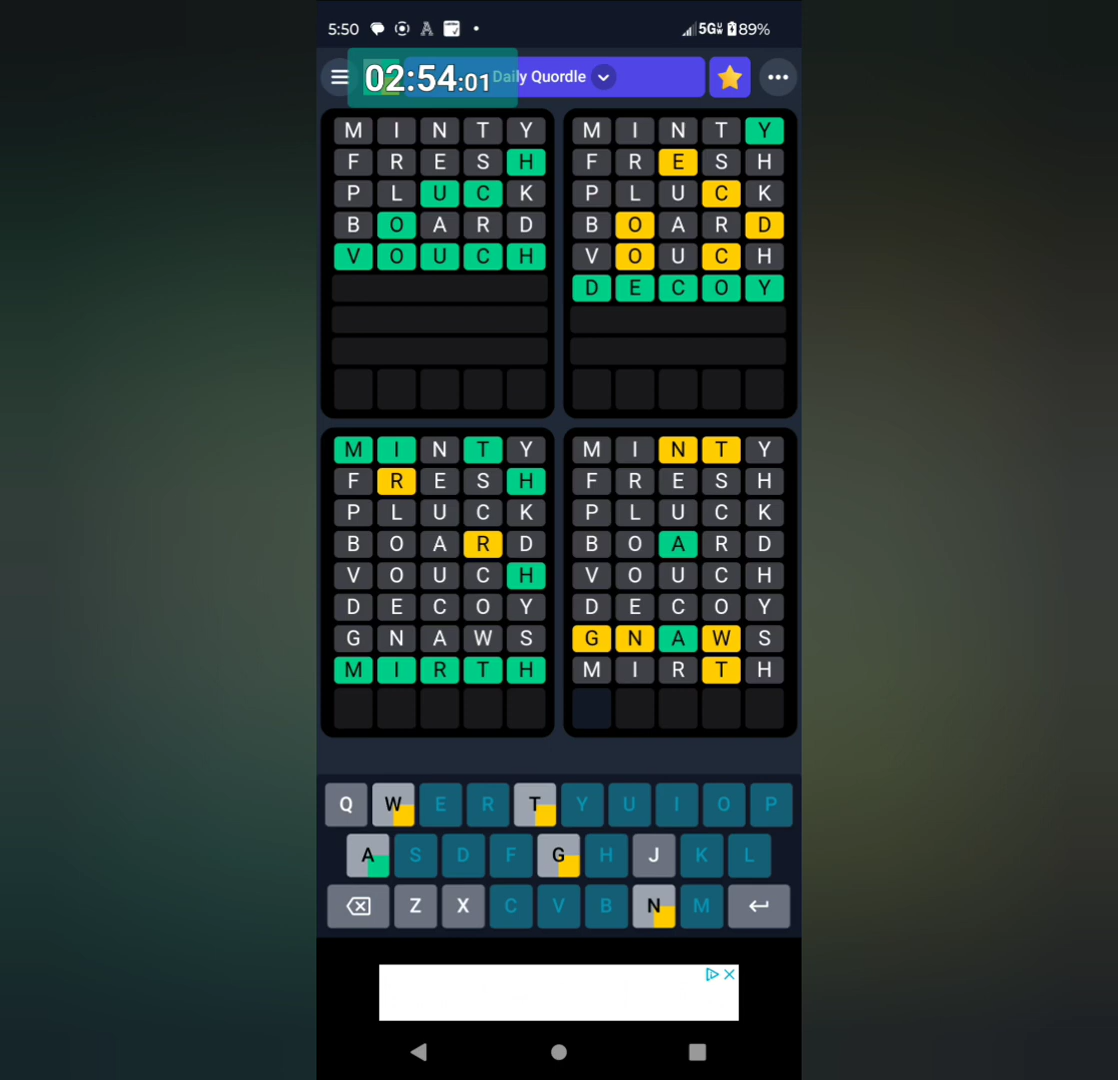 5:50 5G 89%
02:54:01 Daily Quordle
M I N T Y
F R E S H
P L U C K
B O A R D
V O U C H
M I N T Y
F R E S H
P L U C K
B O A R D
V O U C H
D E C O Y
M I N T Y
F R E S H
P L U C K
B O A R D
V O U C H
D E C O Y
G N A W S
M I R T H
M I N T Y
F R E S H
P L U C K
B O A R D
V O U C H
D E C O Y
G N A W S
M I R T H
Q W E R T Y U I O P
A S D F G H J K L
Z X C V B N M